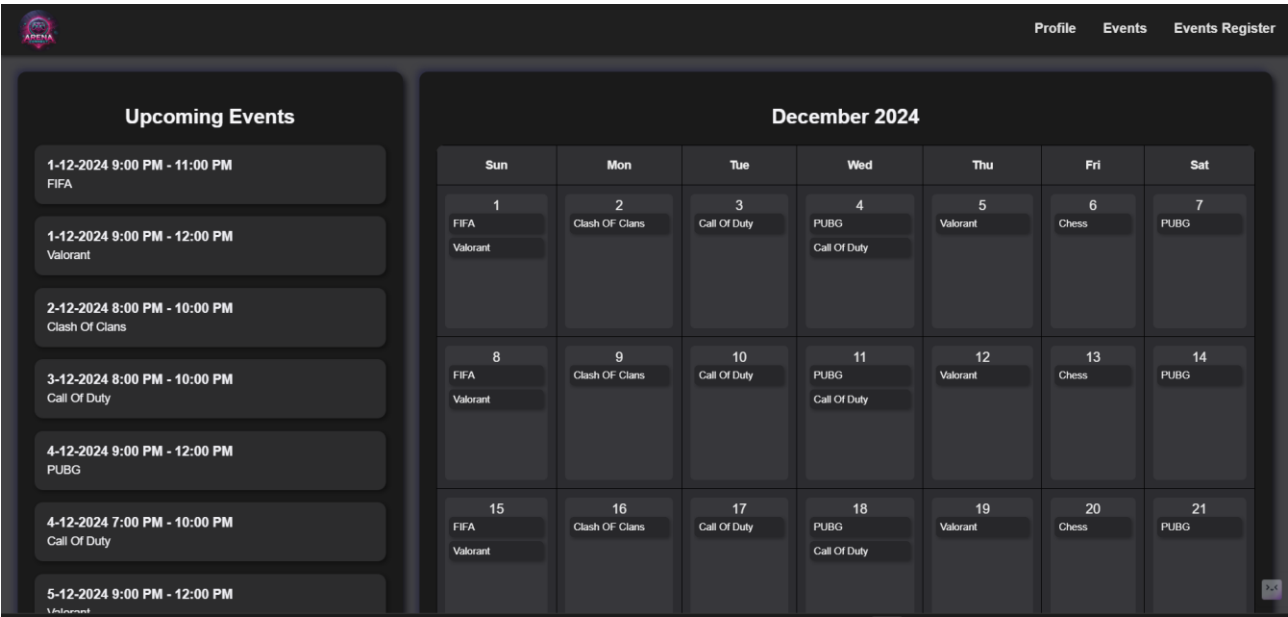 ARENA
Profile Events Events Register
Upcoming Events
1-12-2024 9:00 PM - 11:00 PM
FIFA
1-12-2024 9:00 PM - 12:00 PM
Valorant
2-12-2024 8:00 PM - 10:00 PM
Clash Of Clans
3-12-2024 8:00 PM - 10:00 PM
Call Of Duty
4-12-2024 9:00 PM - 12:00 PM
PUBG
4-12-2024 7:00 PM - 10:00 PM
Call Of Duty
5-12-2024 9:00 PM - 12:00 PM
Valorant
December 2024
Sun Mon Tue Wed Thu Fri Sat
1 2 3 4 5 6 7
FIFA Clash OF Clans Call Of Duty PUBG Valorant Chess PUBG
Valorant Call Of Duty
8 9 10 11 12 13 14
FIFA Clash OF Clans Call Of Duty PUBG Valorant Chess PUBG
Valorant Call Of Duty
15 16 17 18 19 20 21
FIFA Clash OF Clans Call Of Duty PUBG Valorant Chess PUBG
Valorant Call Of Duty